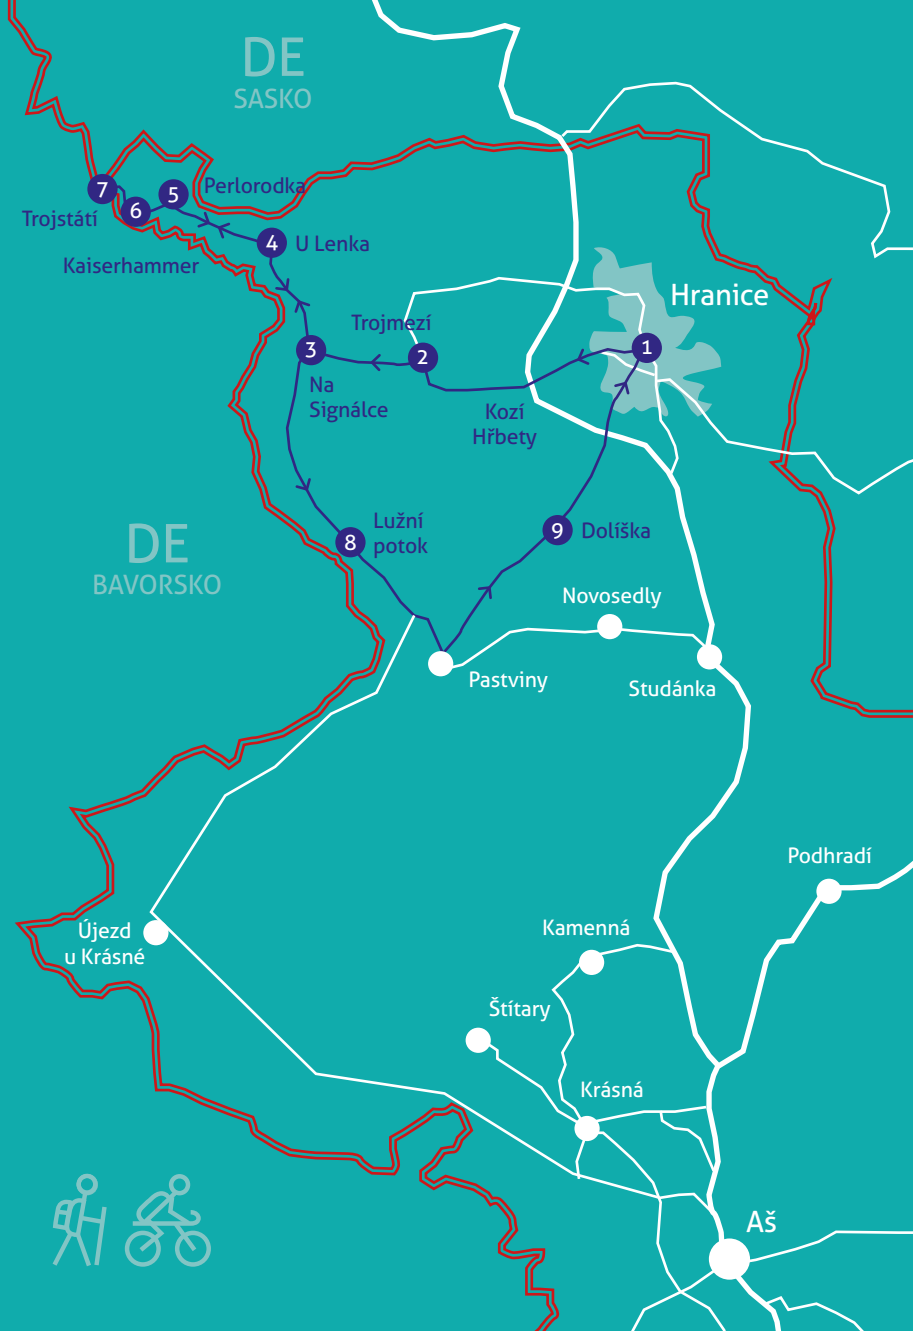 DE
SASKO
7
5
Perlorodka
6
Trojstátí
4
U Lenka
Kaiserhammer
Hranice
Trojmezí
3
2
1
Na
Signálce
Kozí
Hřbety
DE
BAVORSKO
8
Lužní
potok
9
Dolíška
Novosedly
Pastviny
Studánka
Podhradí
Újezd
u Krásné
Kamenná
Štítary
Krásná
Aš